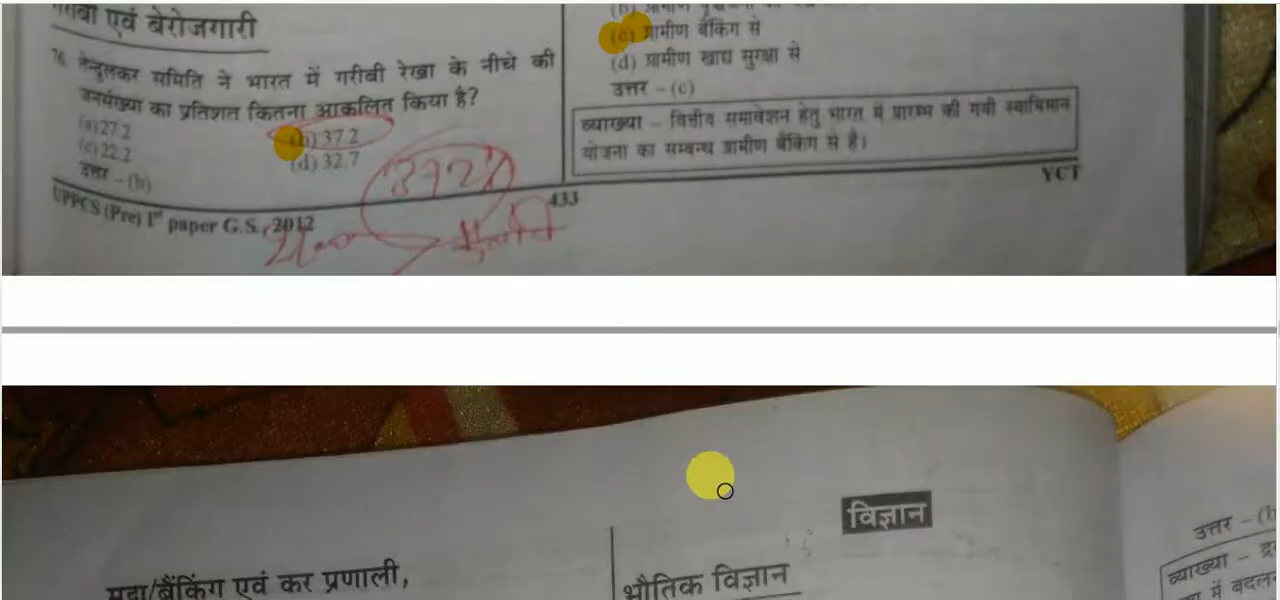 गरीबी एवं बेरोजगारी
76 तेन्दुलकर समिति ने भारत में गरीबी रेखा के नीचे की
जनसंख्या का प्रतिशत कितना आकलित किया है?
(a) 27.2
(b) 37.2
(c) 22.2
(d) 32.7
उत्तर – (b)
UPPCS (Pre) Ist paper G.S., 2012
37.2%
(c) ग्रामीण बैंकिंग से
(d) ग्रामीण खाद्य सुरक्षा से
उत्तर – (c)
व्याख्या – वित्तीय समावेशन हेतु भारत में प्रारम्भ की गयी स्वाभिमान
योजना का सम्बन्ध ग्रामीण बैंकिंग से है।
433
YCT
विज्ञान
मुद्रा/बैंकिंग एवं कर प्रणाली,
भौतिक विज्ञान
उत्तर – (b
व्याख्या –
में